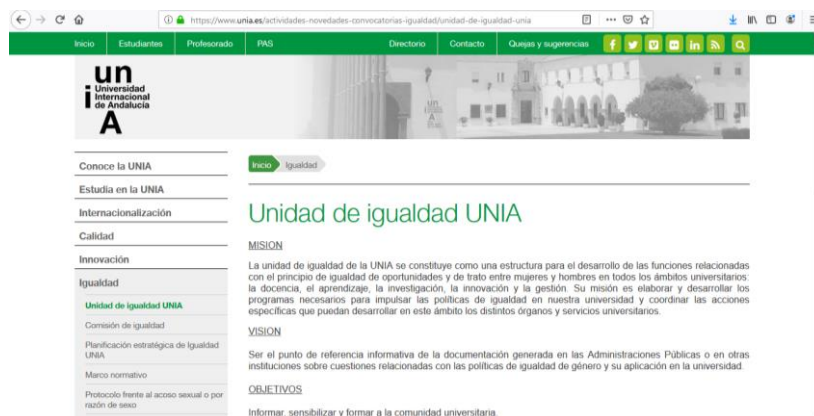 https://www.unia.es/actividades-novedades-convocatorias-igualdad/unidad-de-igualdad-unia
Inicio Estudiantes Profesorado PAS Directorio Contacto Quejas y sugerencias
un
i Universidad
Internacional
de Andalucía
A
Conoce la UNIA
Estudia en la UNIA
Internacionalización
Calidad
Innovación
Igualdad
Unidad de igualdad UNIA
Comisión de igualdad
Planificación estratégica de Igualdad
UNIA
Marco normativo
Protocolo frente al acoso sexual o por
razón de sexo
Inicio Igualdad
Unidad de igualdad UNIA
MISION
La unidad de igualdad de la UNIA se constituye como una estructura para el desarrollo de las funciones relacionadas
con el principio de igualdad de oportunidades y de trato entre mujeres y hombres en todos los ámbitos universitarios:
la docencia, el aprendizaje, la investigación, la innovación y la gestión. Su misión es elaborar y desarrollar los
programas necesarios para impulsar las políticas de igualdad en nuestra universidad y coordinar las acciones
específicas que puedan desarrollar en este ámbito los distintos órganos y servicios universitarios.
VISION
Ser el punto de referencia informativa de la documentación generada en las Administraciones Públicas o en otras
instituciones sobre cuestiones relacionadas con las políticas de igualdad de género y su aplicación en la universidad.
OBJETIVOS
Informar, sensibilizar y formar a la comunidad universitaria.